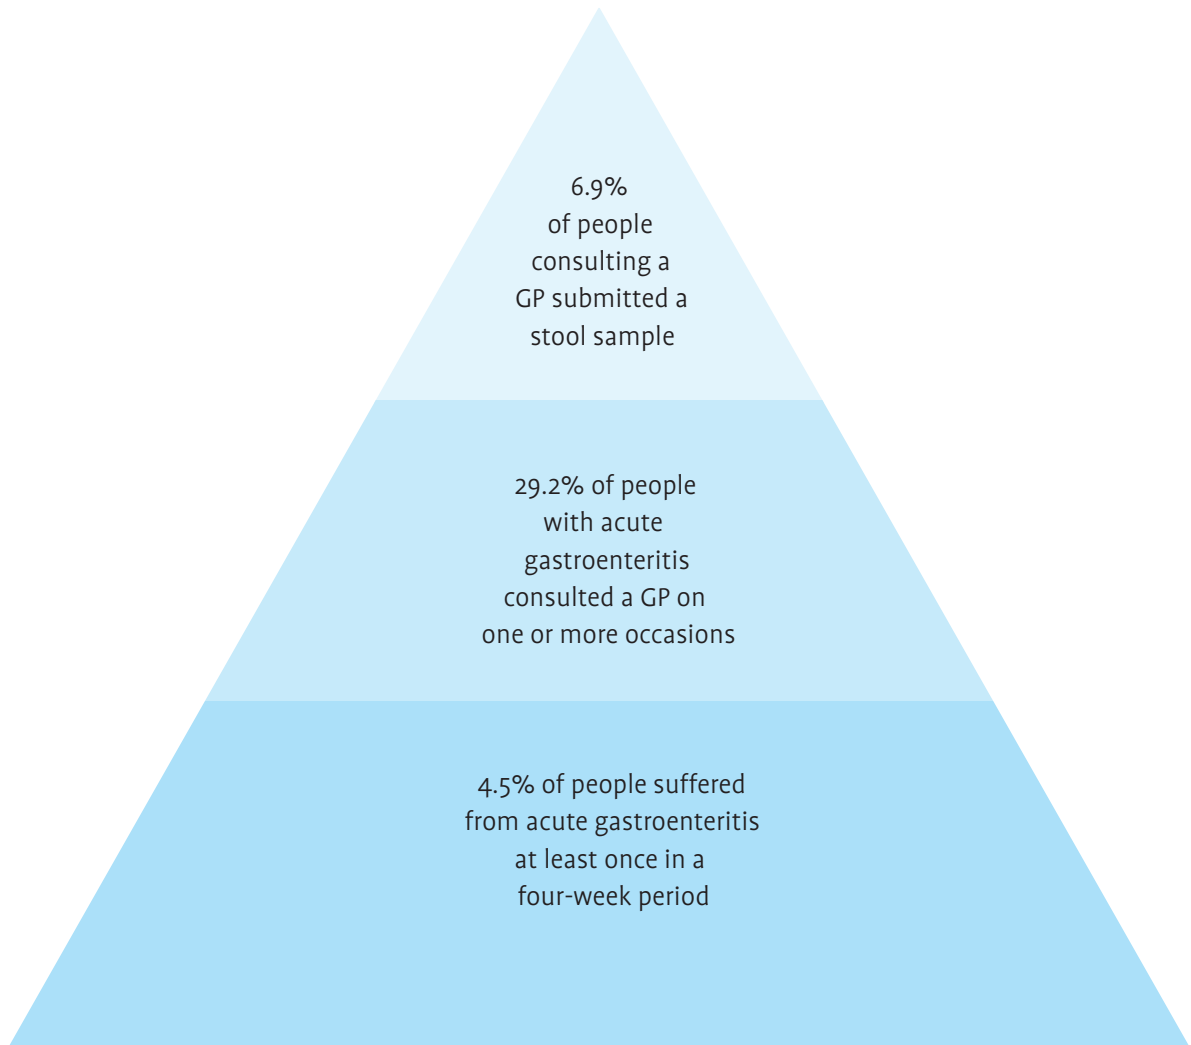 6.9%
of people
consulting a
GP submitted a
stool sample
29.2% of people
with acute
gastroenteritis
consulted a GP on
one or more occasions
4.5% of people suffered
from acute gastroenteritis
at least once in a
four-week period